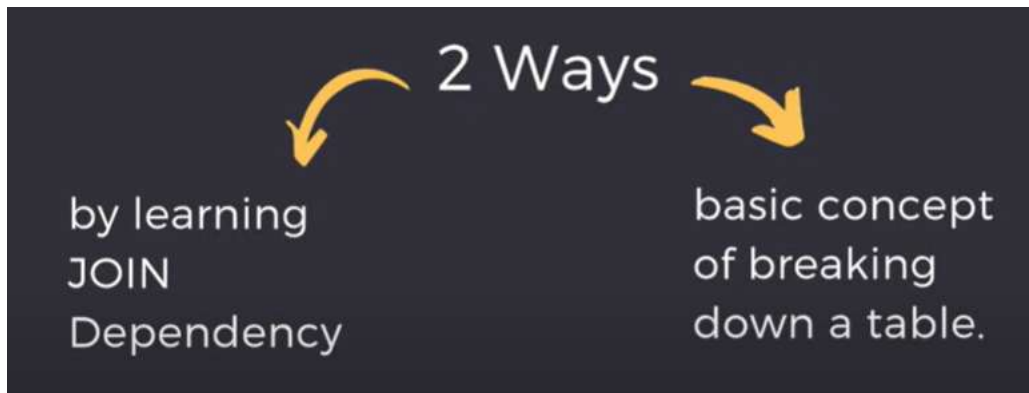 2 Ways
by learning
JOIN
Dependency
basic concept
of breaking
down a table.